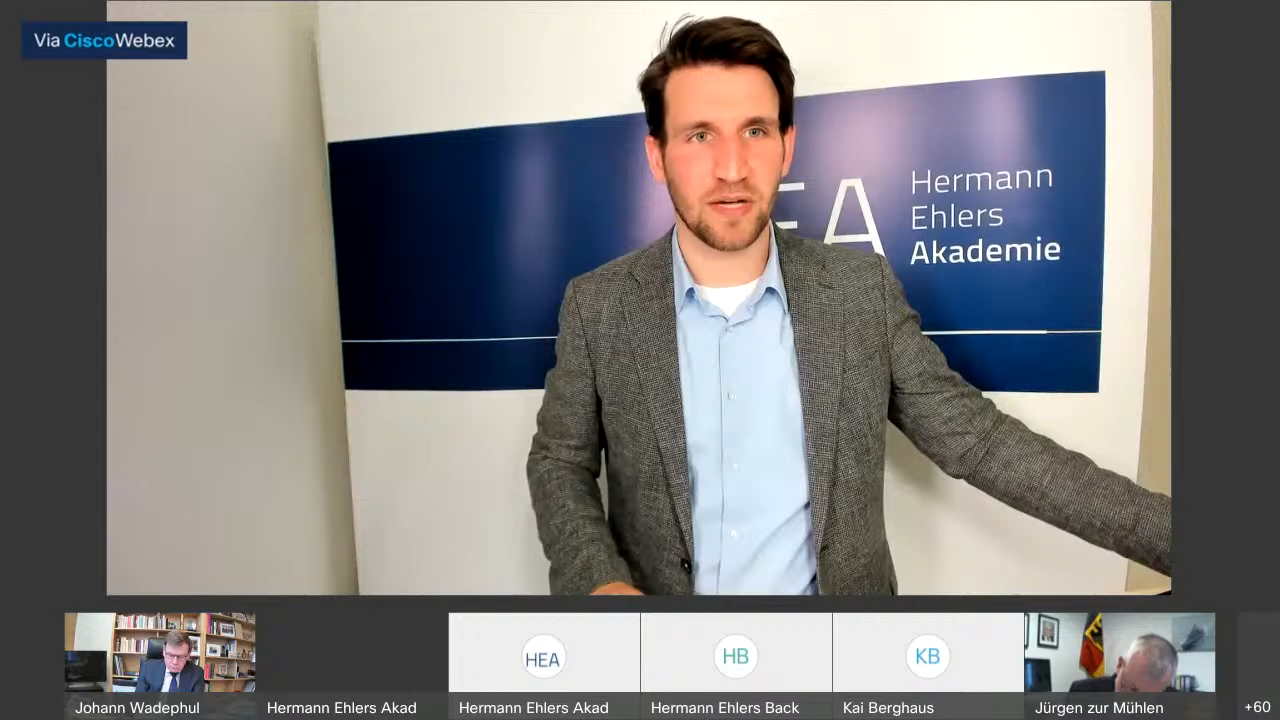 Via CiscoWebex
EA
Hermann
Ehlers
Akademie
HEA
HB
KB
Johann Wadephul
Hermann Ehlers Akad
Hermann Ehlers Akad
Hermann Ehlers Back
Kai Berghaus
Jürgen zur Mühlen
+60